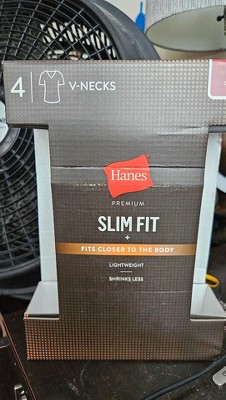 4 V-NECKS
Hanes
PREMIUM
SLIM FIT
+
FITS CLOSER TO THE BODY
LIGHTWEIGHT
SHRINKS LESS